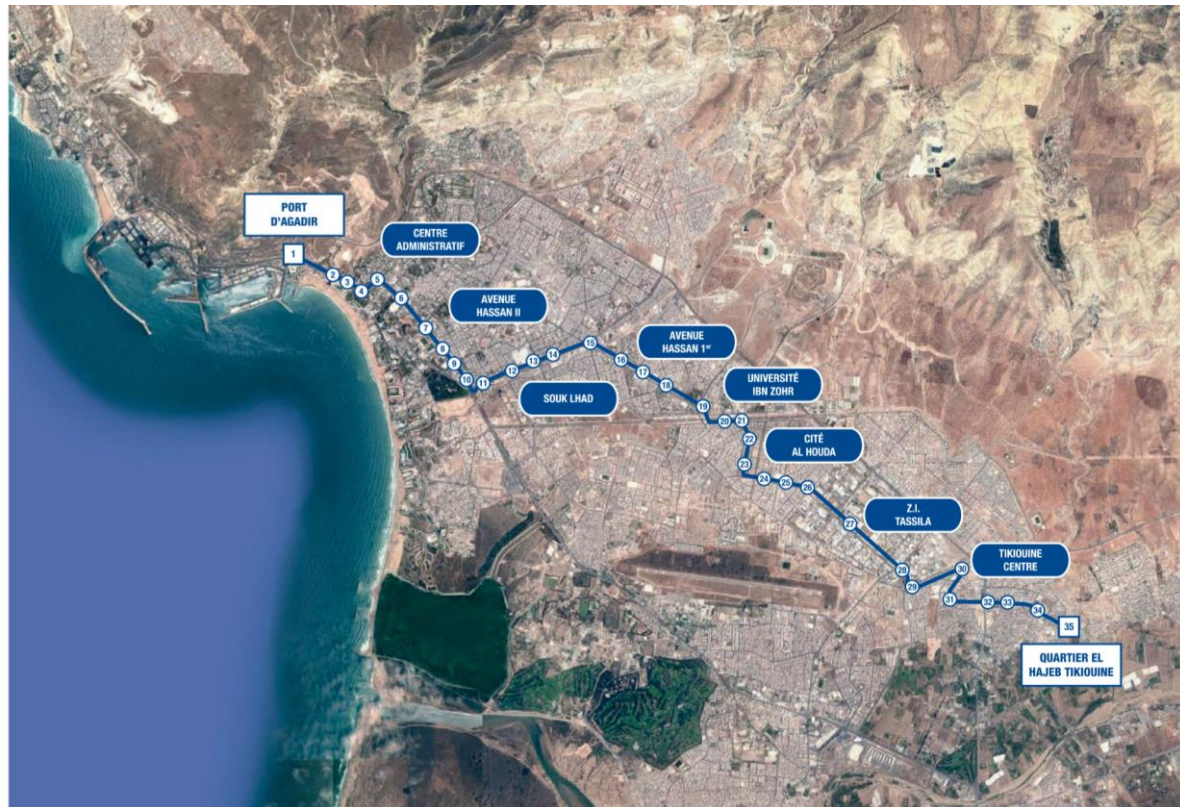 PORT
D'AGADIR
1
2
3
4
5
CENTRE
ADMINISTRATIF
6
7
AVENUE
HASSAN II
8
9
10
11
12
13
14
SOUK LHAD
15
16
17
18
AVENUE
HASSAN 1er
19
20
21
UNIVERSITÉ
IBN ZOHR
22
23
CITÉ
AL HOUDA
24
25
26
27
Z.I.
TASSILA
28
29
30
TIKIOUINE
CENTRE
31
32
33
34
35
QUARTIER EL
HAJEB TIKIOUINE